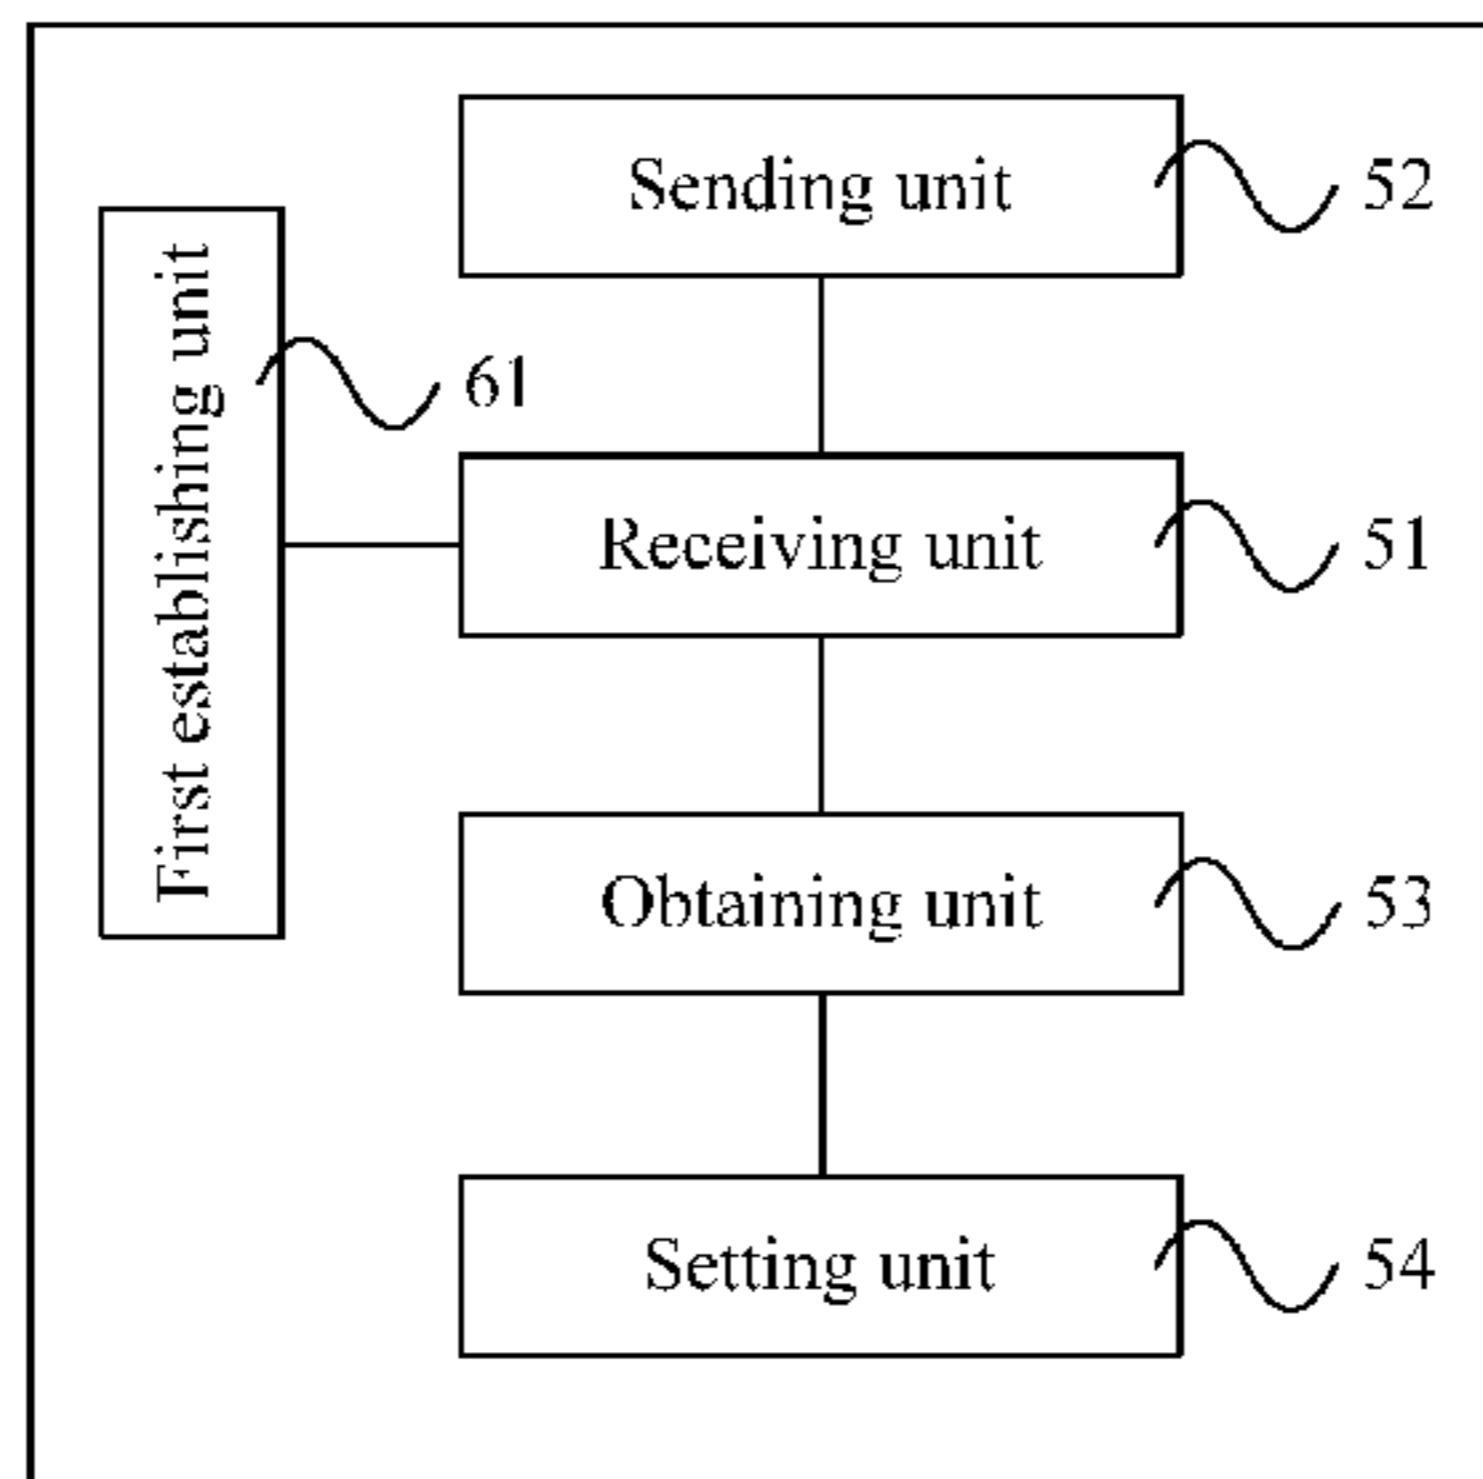 Sending unit
52
First establishing unit
61
Receiving unit
51
Obtaining unit
53
Setting unit
54